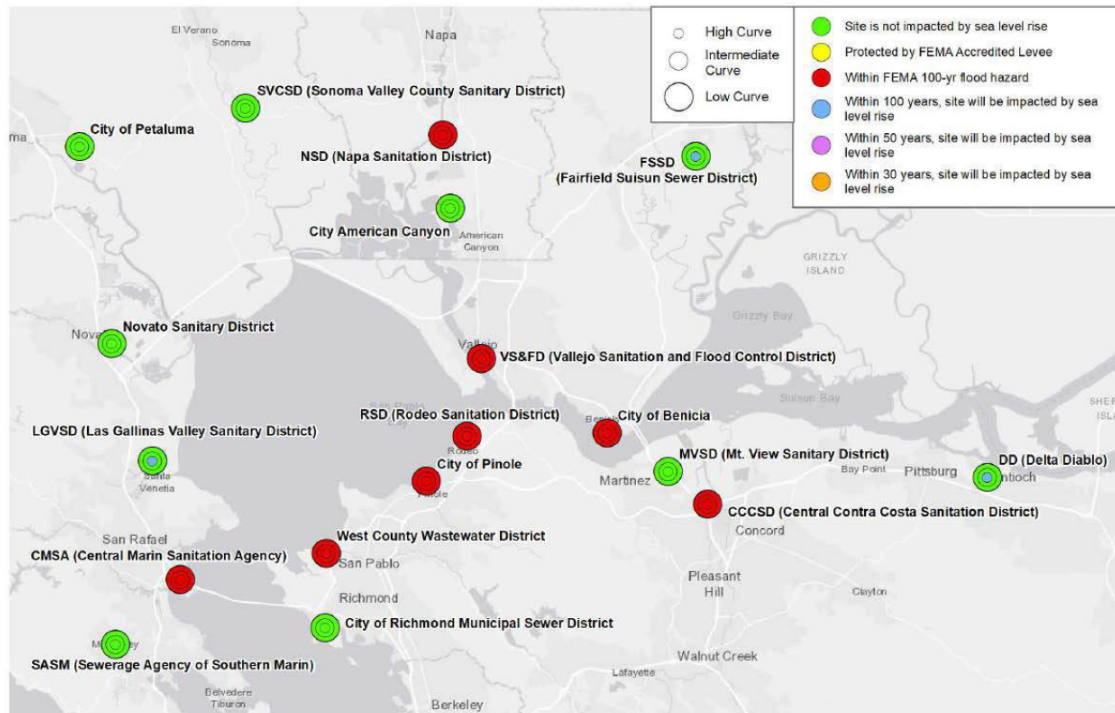 El Verano
Sonoma
Napa
High Curve
Intermediate
Curve
Low Curve
Site is not impacted by sea level rise
Protected by FEMA Accredited Levee
Within FEMA 100-yr flood hazard
Within 100 years, site will be impacted by sea
level rise
Within 50 years, site will be impacted by sea
level rise
Within 30 years, site will be impacted by sea
level rise
SVCSD (Sonoma Valley County Sanitary District)
City of Petaluma
NSD (Napa Sanitation District)
FSSD
(Fairfield Suisun Sewer District)
City American Canyon
American
Canyon
GRIZZLY
ISLAND
Grizzly Bay
Novato Sanitary District
Vallejo
VS&FD (Vallejo Sanitation and Flood Control District)
Suisun Bay
RSD (Rodeo Sanitation District)
Rodeo
City of Benicia
LGVSD (Las Gallinas Valley Sanitary District)
Santa
Venetia
City of Pinole
MVSD (Mt. View Sanitary District)
Martinez
Bay Point
Pittsburg
DD (Delta Diablo)
CCCSD (Central Contra Costa Sanitation District)
Concord
San Rafael
CMSA (Central Marin Sanitation Agency)
West County Wastewater District
San Pablo
Richmond
Pleasant
Hill
Clayton
City of Richmond Municipal Sewer District
SASM (Sewerage Agency of Southern Marin)
Walnut Creek
Lafayette
Belvedere
Tiburon
Berkeley